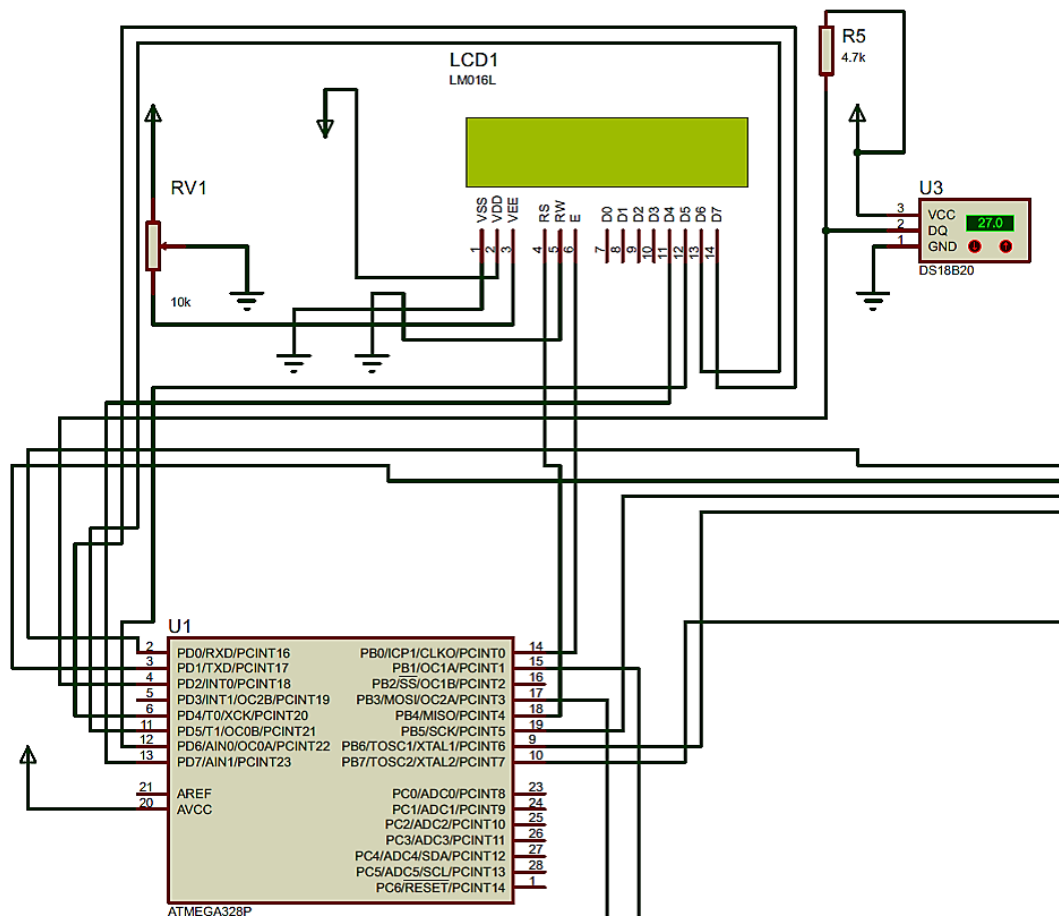 R5
4.7k
LCD1
LM016L
RV1
10k
VSS
VDD
VEE
RS
RW
E
D0
D1
D2
D3
D4
D5
D6
D7
1
2
3
4
5
6
7
8
9
10
11
12
13
14
U3
3 VCC
2 DQ
1 GND
27.0
DS18B20
U1
2 PD0/RXD/PCINT16
3 PD1/TXD/PCINT17
4 PD2/INT0/PCINT18
5 PD3/INT1/OC2B/PCINT19
6 PD4/T0/XCK/PCINT20
11 PD5/T1/OC0B/PCINT21
12 PD6/AIN0/OC0A/PCINT22
13 PD7/AIN1/PCINT23
21 AREF
20 AVCC
PB0/ICP1/CLKO/PCINT0 14
PB1/OC1A/PCINT1 15
PB2/SS/OC1B/PCINT2 16
PB3/MOSI/OC2A/PCINT3 17
PB4/MISO/PCINT4 18
PB5/SCK/PCINT5 19
PB6/TOSC1/XTAL1/PCINT6 9
PB7/TOSC2/XTAL2/PCINT7 10
PC0/ADC0/PCINT8 23
PC1/ADC1/PCINT9 24
PC2/ADC2/PCINT10 25
PC3/ADC3/PCINT11 26
PC4/ADC4/SDA/PCINT12 27
PC5/ADC5/SCL/PCINT13 28
PC6/RESET/PCINT14 1
ATMEGA328P